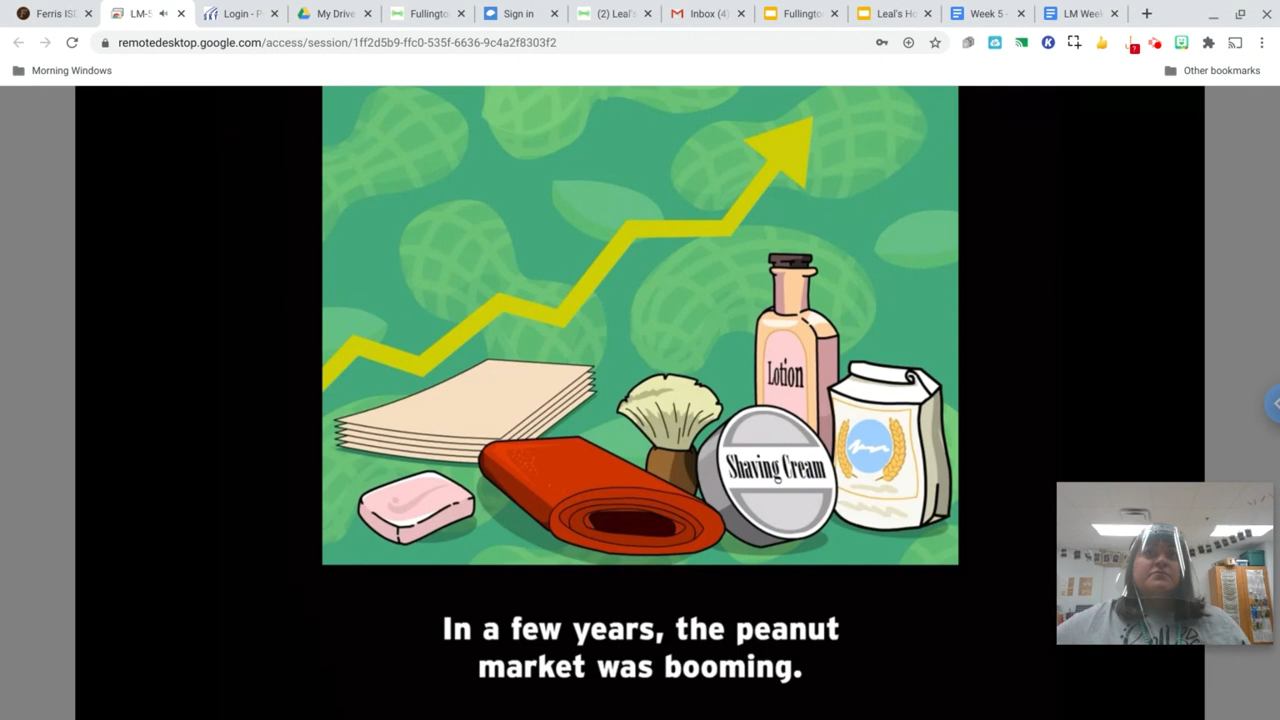 Ferris ISD
LM-5
Login - P
My Drive
Fullingto
Sign in
(2) Leal's
Inbox (4)
Fullingto
Leal's Ho
Week 5 -
LM Week
remotedesktop.google.com/access/session/1ff2d5b9-ffc0-535f-6636-9c4a2f8303f2
?
K
Morning Windows
Other bookmarks
Lotion
Shaving Cream
In a few years, the peanut
market was booming.